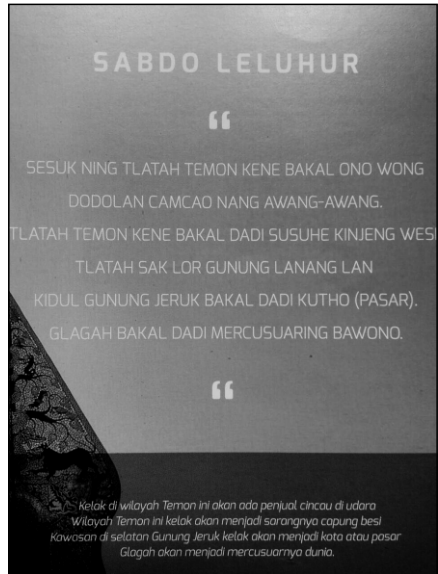 SABDO LELUHUR
“
SESUK NING TLATAH TEMON KENE BAKAL ONO WONG
DODOLAN CAMCAO NANG AWANG-AWANG.
TLATAH TEMON KENE BAKAL DADI SUSUHE KINJENG WESI
TLATAH SAK LOR GUNUNG LANANG LAN
KIDUL GUNUNG JERUK BAKAL DADI KUTHO (PASAR).
GLAGAH BAKAL DADI MERCUSUARING BAWONO.
“
Kelak di wilayah Temon ini akan ada penjual cincau di udara
Wilayah Temon ini kelak akan menjadi sarangnya capung besi
Kawasan di selatan Gunung Jeruk kelak akan menjadi kota atau pasar
Glagah akan menjadi mercusuarnya dunia.